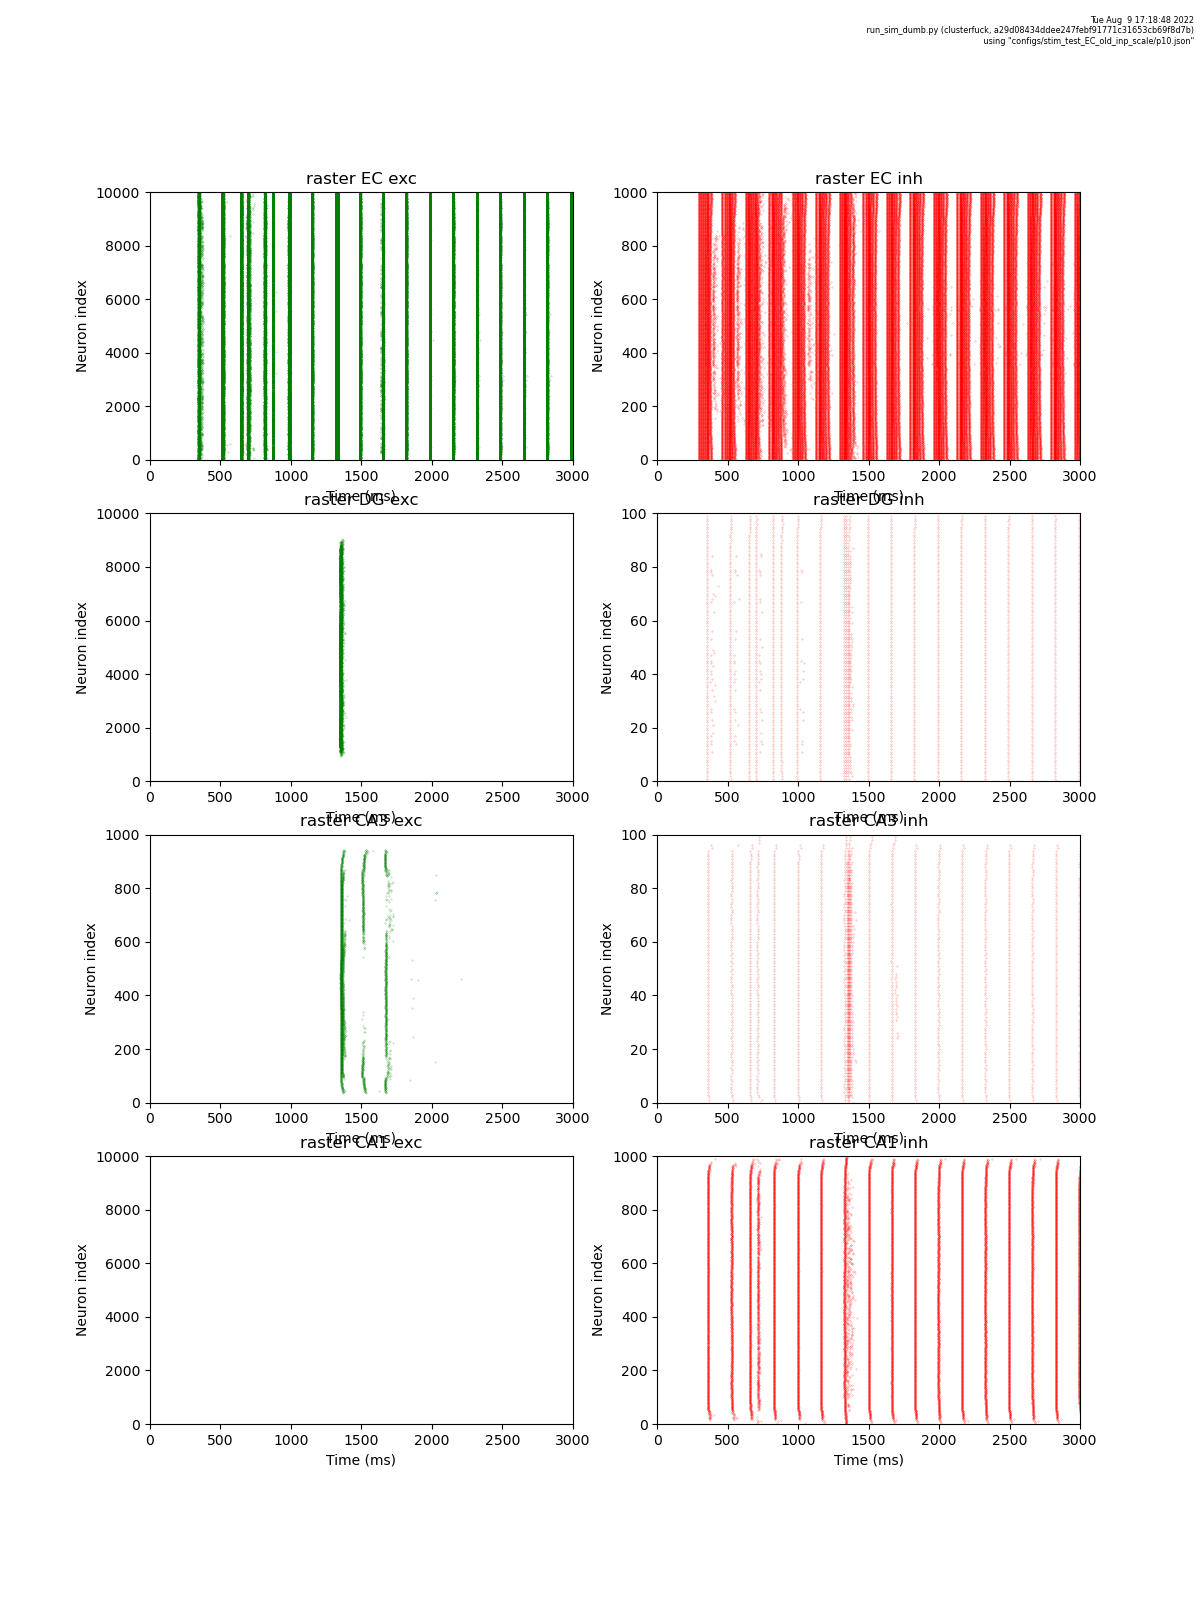 Tue Aug  9 17:18:48 2022
run_sim_dumb.py (clusterfuck, a29d08434ddee247febf91771c31653cb69f8d7b)
using "configs/stim_test_EC_old_inp_scale/p10.json"
raster EC exc
10000
8000
6000
4000
2000
0
Neuron index
0 500 1000 1500 2000 2500 3000
Time (ms)
raster EC inh
1000
800
600
400
200
0
Neuron index
0 500 1000 1500 2000 2500 3000
Time (ms)
raster DG exc
10000
8000
6000
4000
2000
0
Neuron index
0 500 1000 1500 2000 2500 3000
Time (ms)
raster DG inh
100
80
60
40
20
0
Neuron index
0 500 1000 1500 2000 2500 3000
Time (ms)
raster CA3 exc
1000
800
600
400
200
0
Neuron index
0 500 1000 1500 2000 2500 3000
Time (ms)
raster CA3 inh
100
80
60
40
20
0
Neuron index
0 500 1000 1500 2000 2500 3000
Time (ms)
raster CA1 exc
10000
8000
6000
4000
2000
0
Neuron index
0 500 1000 1500 2000 2500 3000
Time (ms)
raster CA1 inh
1000
800
600
400
200
0
Neuron index
0 500 1000 1500 2000 2500 3000
Time (ms)